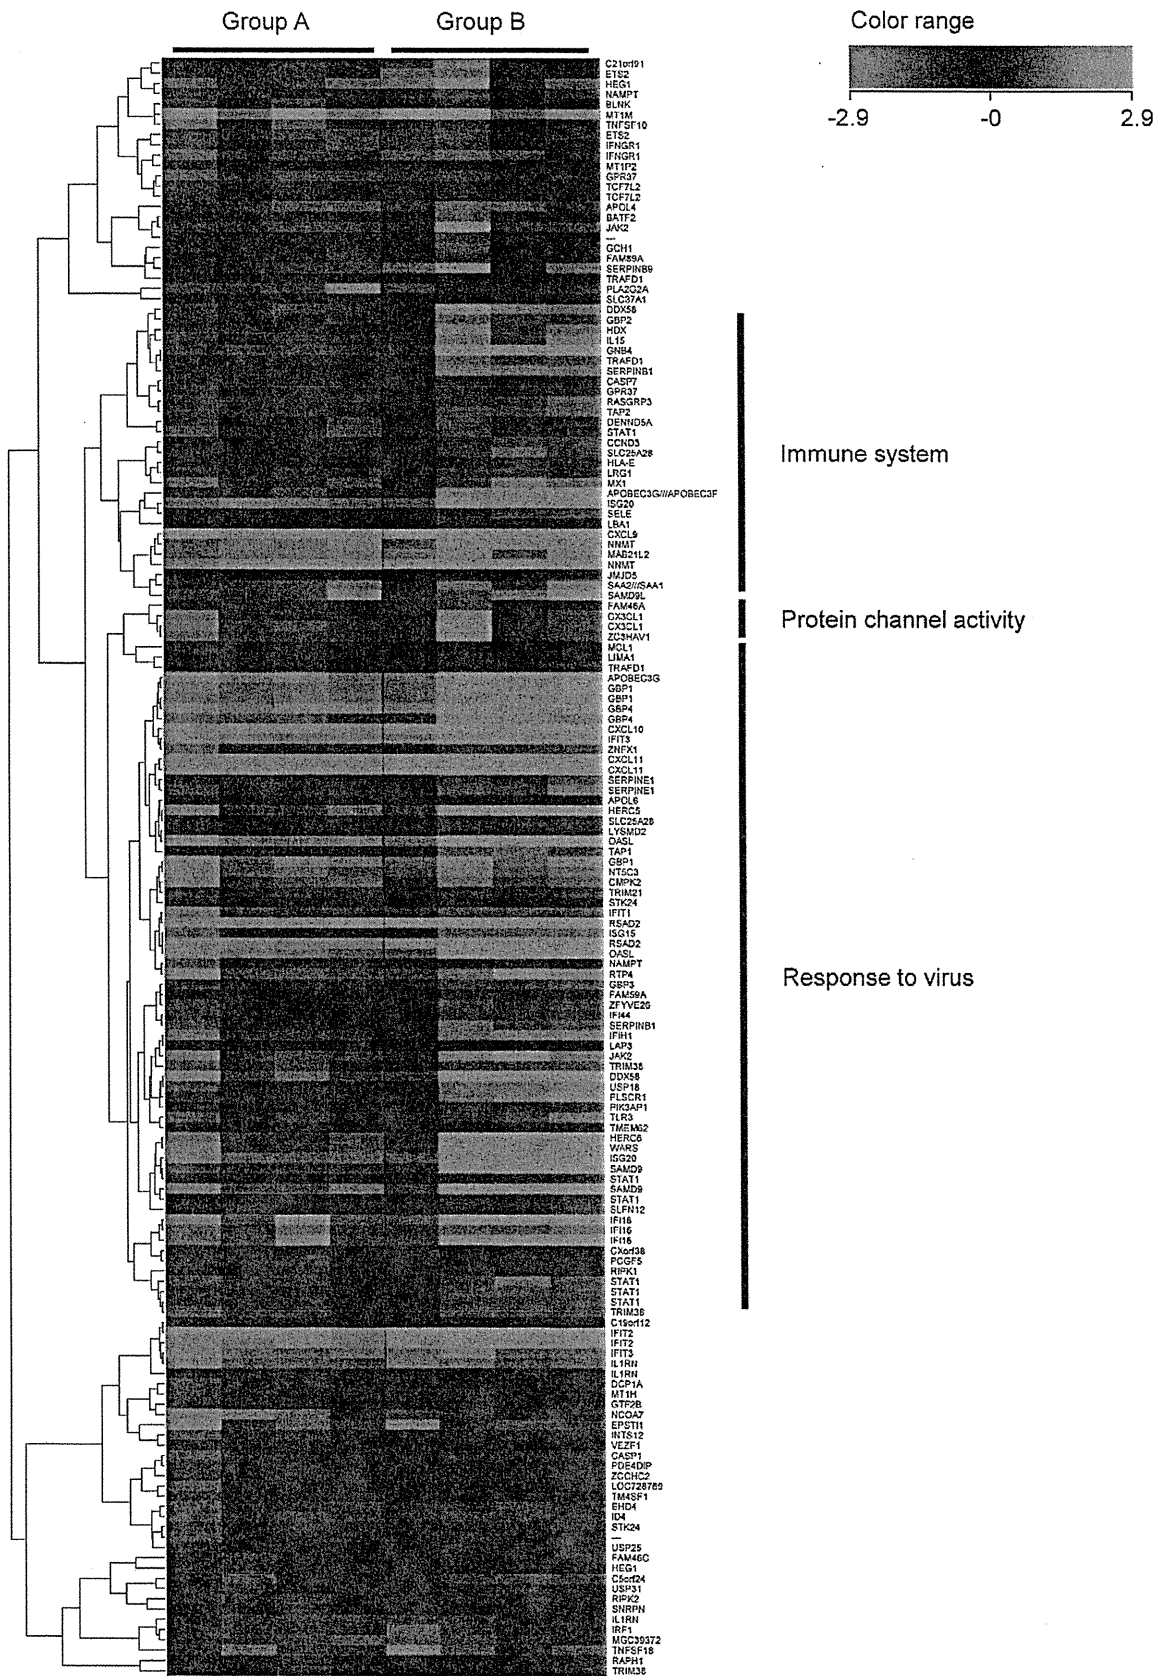 Group A
Group B
Color range
-2.9
-0
2.9
C21orf91
ETS2
HEG1
NAMPT
BLNK
MT1M
TNFSF10
ETS2
IFNGR1
IFNGR1
MT1P2
GPR37
TCF7L2
TCF7L2
APOL4
BATF2
JAK2
---
GCH1
FAM89A
SERPINB9
TRAFD1
PLA2G2A
SLC37A1
DDX58
GBP2
HDX
IL15
GNB4
TRAFD1
SERPINB1
CASP7
GPR37
RASGRP3
TAP2
DENND5A
STAT1
CCND3
SLC25A28
HLA-E
LRG1
MX1
APOBEC3G///APOBEC3F
ISG20
SELE
LBA1
CXCL9
NNMT
MAB21L2
NNMT
JMJD5
SAA2///SAA1
SAMD9L
Immune system
FAM46A
CX3CL1
CX3CL1
ZC3HAV1
Protein channel activity
MCL1
LIMA1
TRAFD1
APOBEC3G
GBP1
GBP1
GBP4
GBP4
CXCL10
IFIT3
ZNFX1
CXCL11
CXCL11
SERPINE1
SERPINE1
APOL6
HERC5
SLC25A28
LYSMD2
OASL
TAP1
GBP1
NT5C3
CMPK2
TRIM21
STK24
IFIT1
RSAD2
ISG15
RSAD2
OASL
NAMPT
RTP4
GBP3
FAM59A
ZFYVE26
IFI44
SERPINB1
IFIH1
LAP3
JAK2
TRIM38
DDX58
USP18
PLSCR1
PIK3AP1
TLR3
TMEM62
HERC6
WARS
ISG20
SAMD9
STAT1
SAMD9
STAT1
SLFN12
IFI16
IFI16
IFI16
CXorf38
PCGF5
RIPK1
STAT1
STAT1
STAT1
TRIM38
Response to virus
C19orf12
IFIT2
IFIT2
IFIT3
IL1RN
IL1RN
DCP1A
MT1H
GTF2B
NCOA7
EPSTI1
INTS12
VEZF1
CASP1
PDE4DIP
ZCCHC2
LOC728769
TM4SF1
EHD4
ID4
STK24
---
USP25
FAM46C
HEG1
C5orf24
USP31
RIPK2
SNRPN
IL1RN
IRF1
MGC39372
TNFSF18
RAPH1
TRIM38